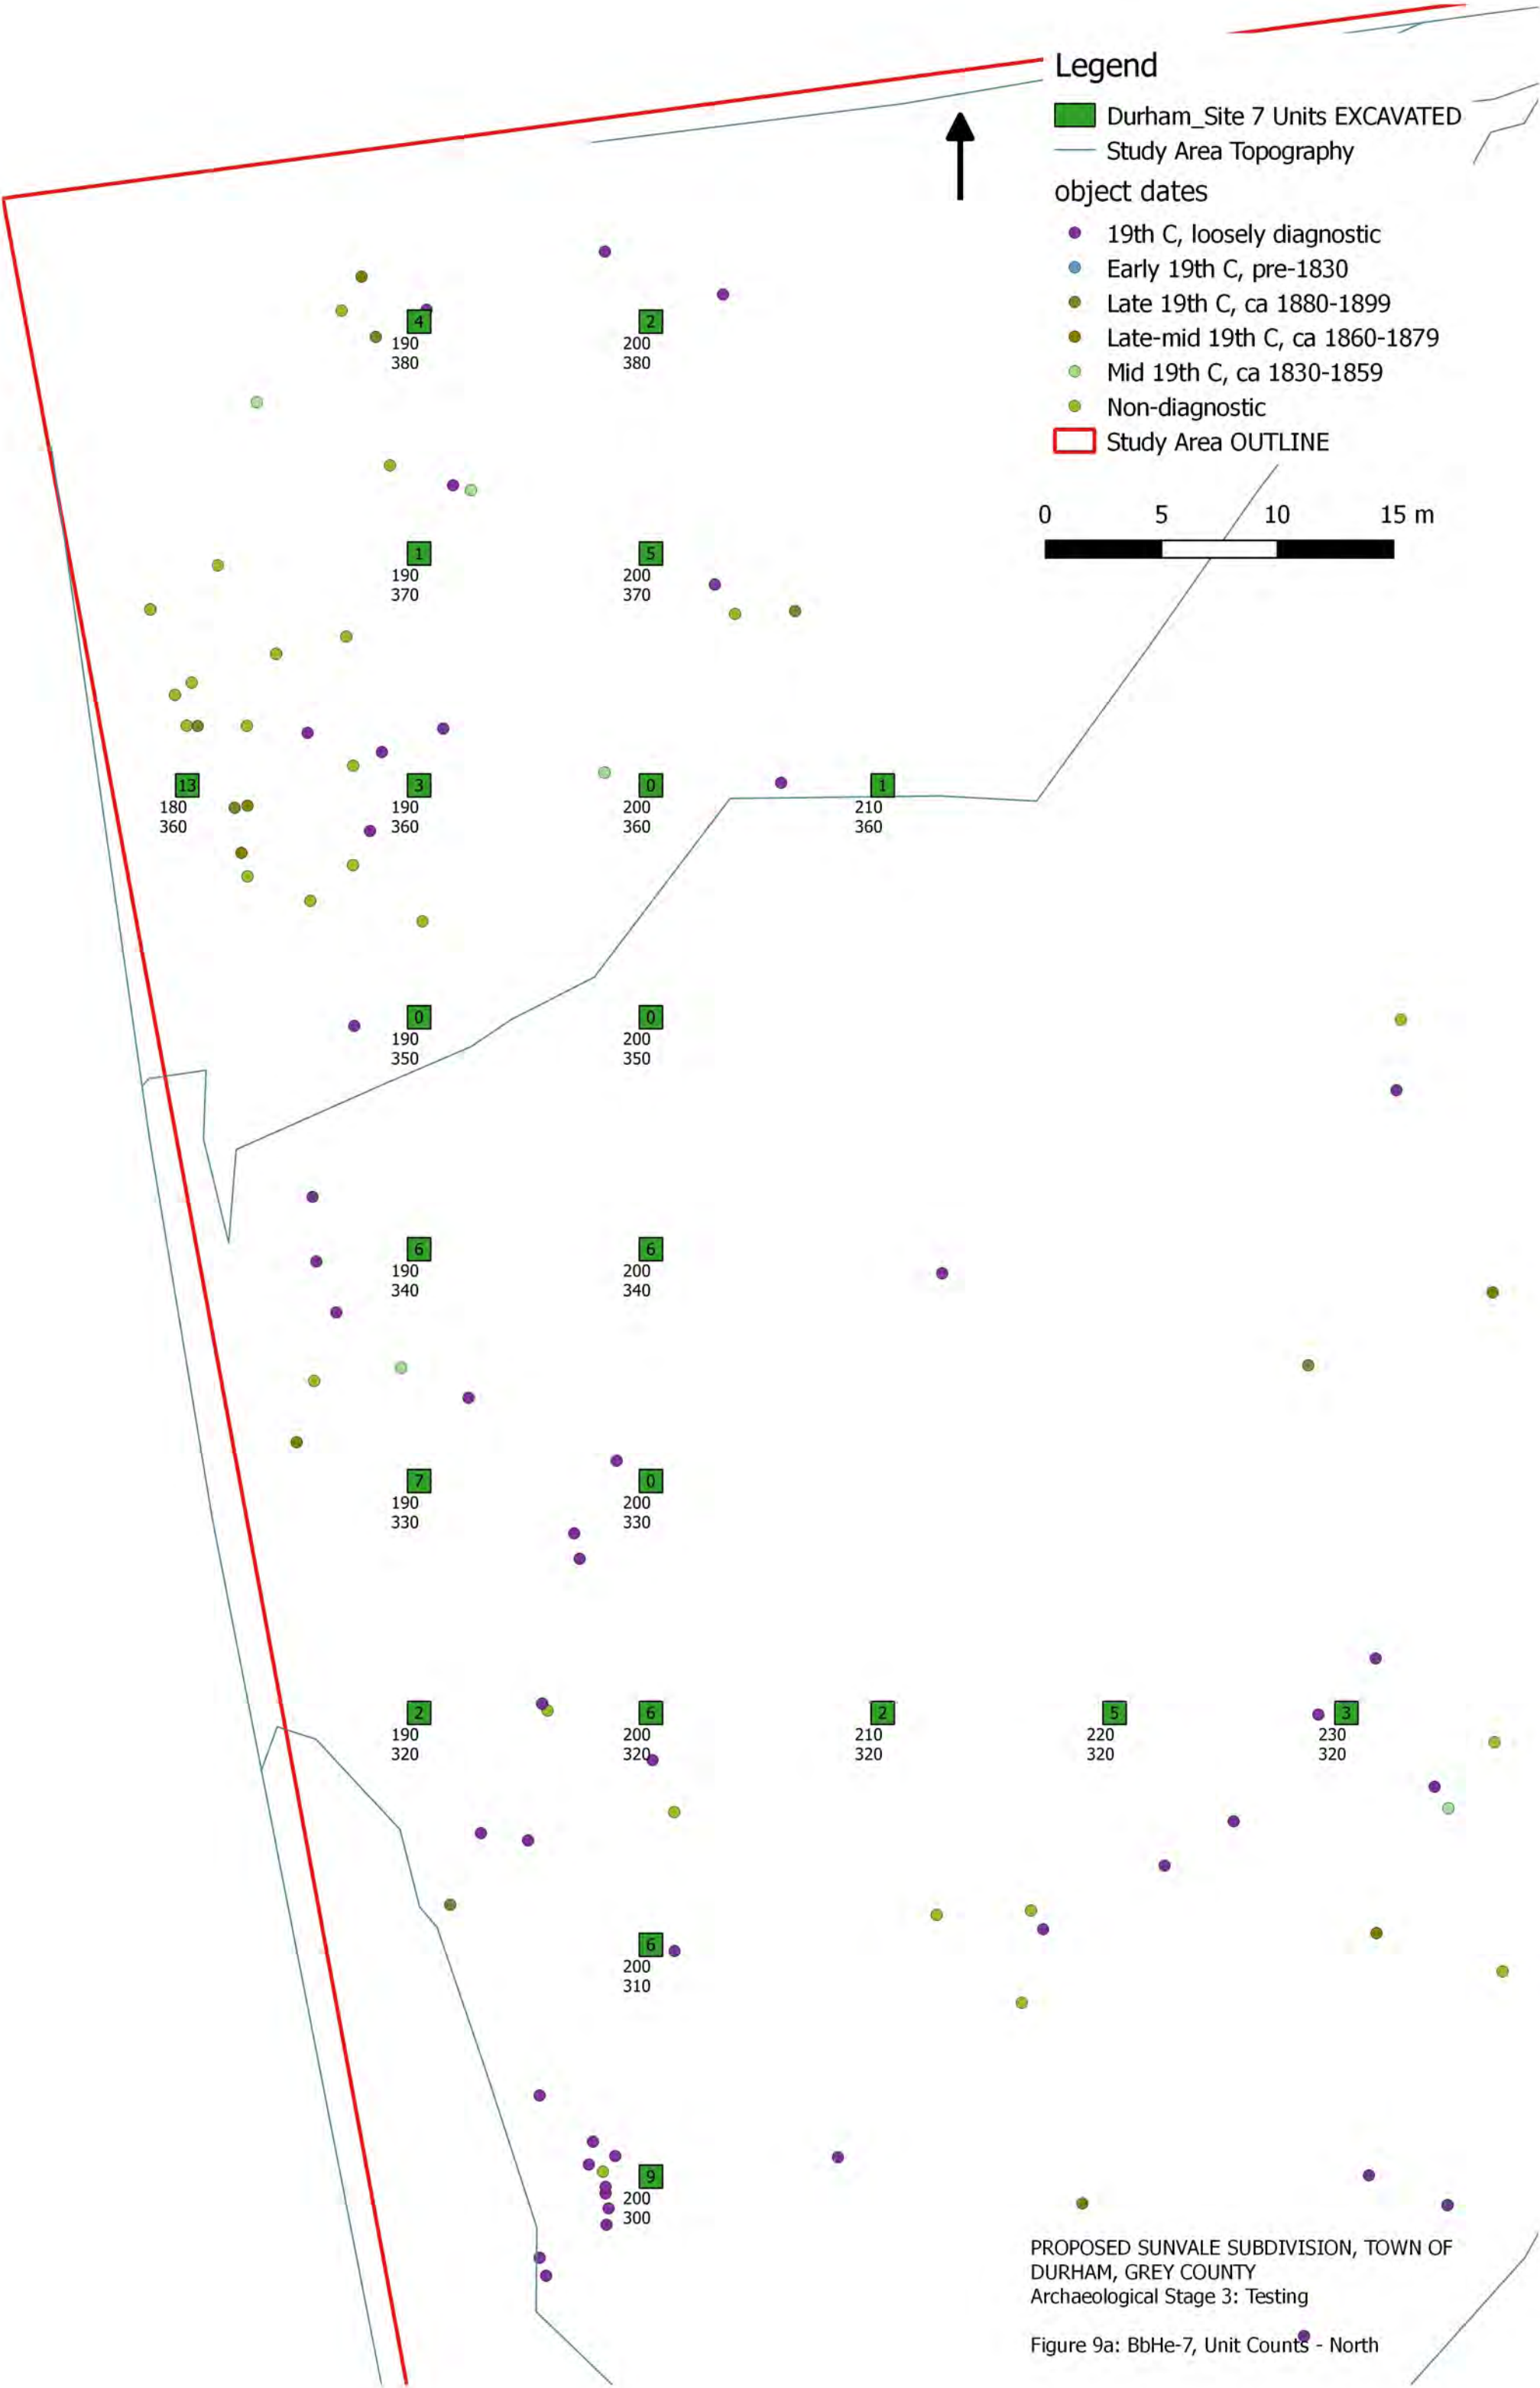 Legend
Durham_Site 7 Units EXCAVATED
Study Area Topography
object dates
19th C, loosely diagnostic
Early 19th C, pre-1830
Late 19th C, ca 1880-1899
Late-mid 19th C, ca 1860-1879
Mid 19th C, ca 1830-1859
Non-diagnostic
Study Area OUTLINE
0 5 10 15 m
4 2
190 200
380 380
1 5
190 200
370 370
13 3 0 1
180 190 200 210
360 360 360 360
0 0
190 200
350 350
6 6
190 200
340 340
7 0
190 200
330 330
2 6 2 5 3
190 200 210 220 230
320 320 320 320 320
6
200
310
9
200
300
PROPOSED SUNVALE SUBDIVISION, TOWN OF
DURHAM, GREY COUNTY
Archaeological Stage 3: Testing
Figure 9a: BbHe-7, Unit Counts - North